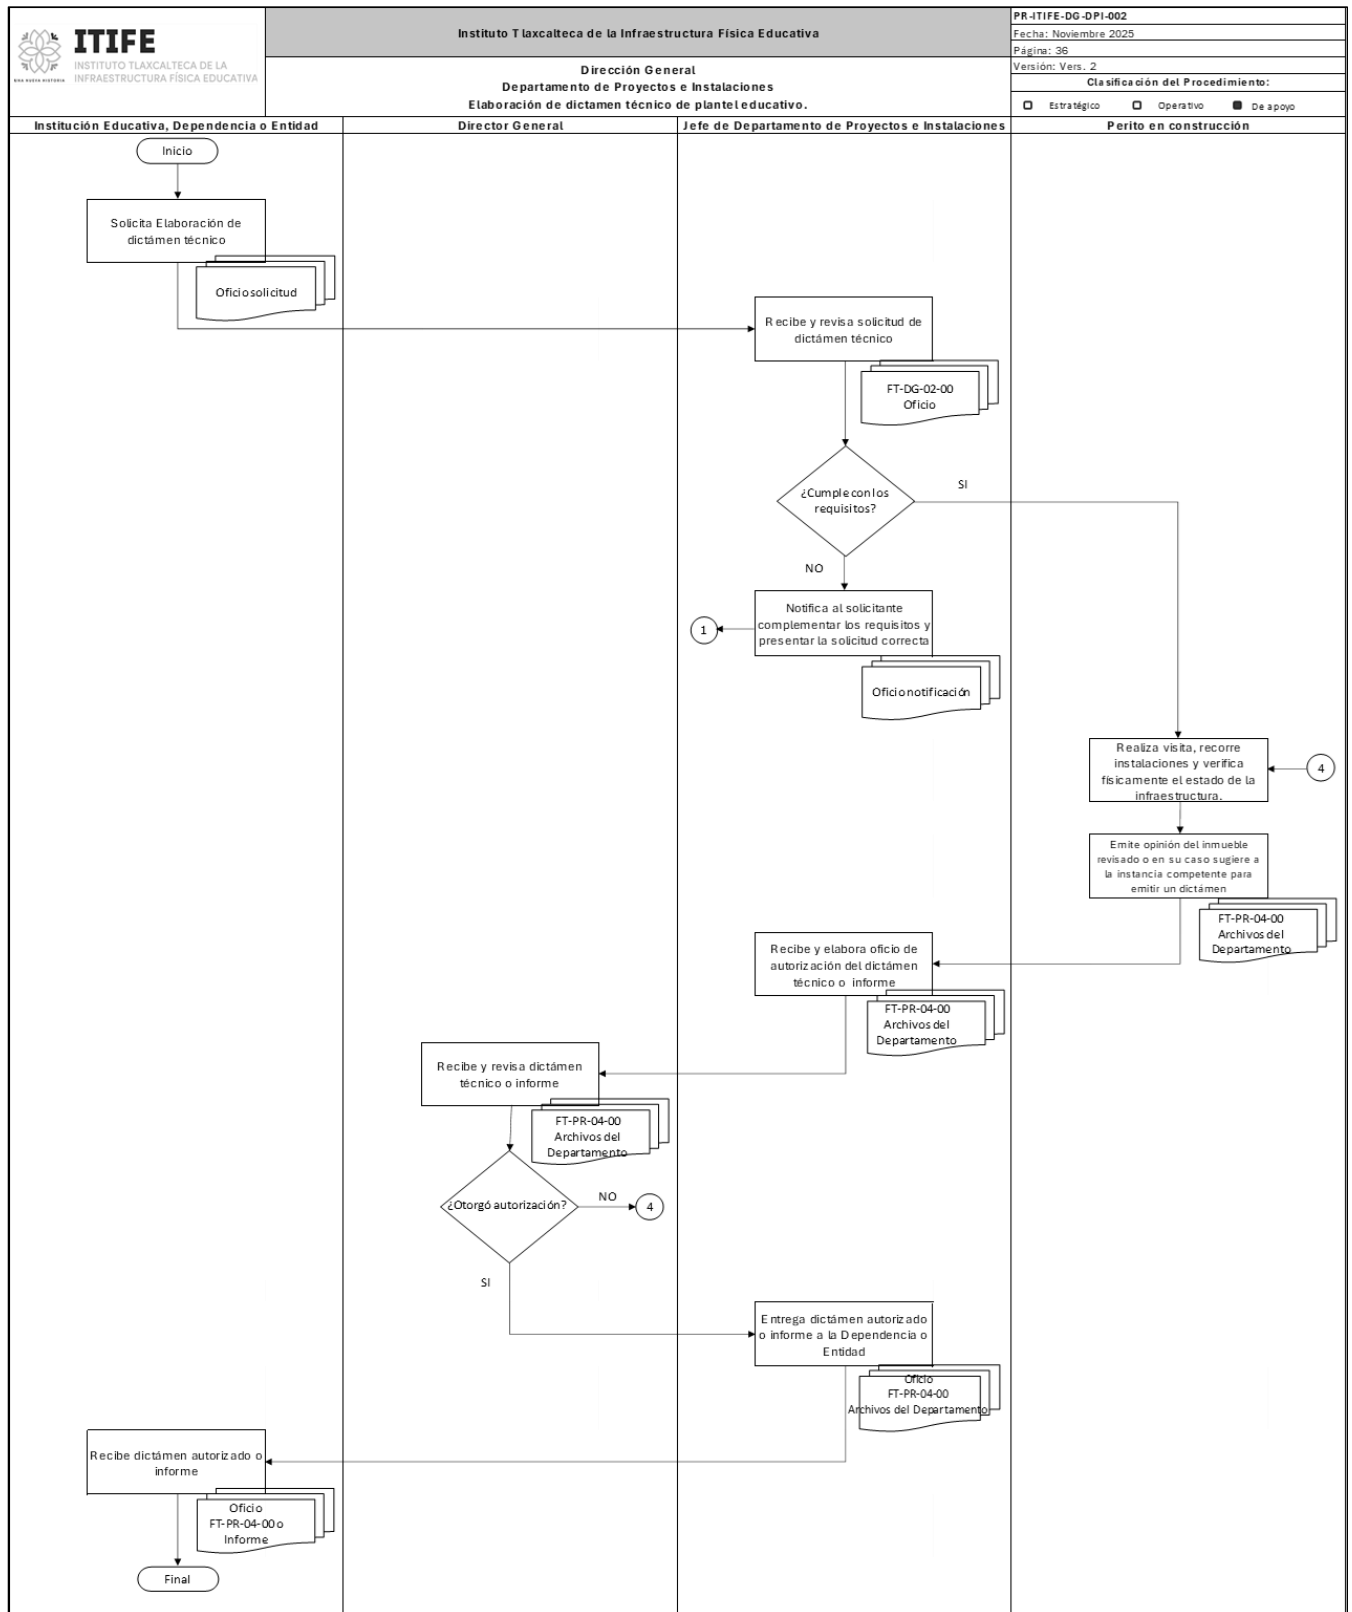 ITIFE
INSTITUTO TLAXCALTECA DE LA
INFRAESTRUCTURA FÍSICA EDUCATIVA
UNA NUEVA HISTORIA
Instituto Tlaxcalteca de la Infraestructura Física Educativa
Dirección General
Departamento de Proyectos e Instalaciones
Elaboración de dictamen técnico de plantel educativo.
PR-ITIFE-DG-DPI-002
Fecha: Noviembre 2025
Página: 36
Versión: Vers. 2
Clasificación del Procedimiento:
Estratégico Operativo De apoyo
Institución Educativa, Dependencia o Entidad
Director General
Jefe de Departamento de Proyectos e Instalaciones
Perito en construcción
Inicio
Solicita Elaboración de
dictámen técnico
Oficio solicitud
Recibe y revisa solicitud de
dictámen técnico
FT-DG-02-00
Oficio
¿Cumple con los
requisitos?
SI
NO
Notifica al solicitante
complementar los requisitos y
presentar la solicitud correcta
1
Oficio notificación
Realiza visita, recorre
instalaciones y verifica
físicamente el estado de la
infraestructura.
4
Emite opinión del inmueble
revisado o en su caso sugiere a
la instancia competente para
emitir un dictámen
FT-PR-04-00
Archivos del
Departamento
Recibe y elabora oficio de
autorización del dictámen
técnico o informe
FT-PR-04-00
Archivos del
Departamento
Recibe y revisa dictámen
técnico o informe
FT-PR-04-00
Archivos del
Departamento
¿Otorgó autorización?
NO
4
SI
Entrega dictámen autorizado
o informe a la Dependencia o
Entidad
Oficio
FT-PR-04-00
Archivos del Departamento
Recibe dictámen autorizado o
informe
Oficio
FT-PR-04-00 o
Informe
Final